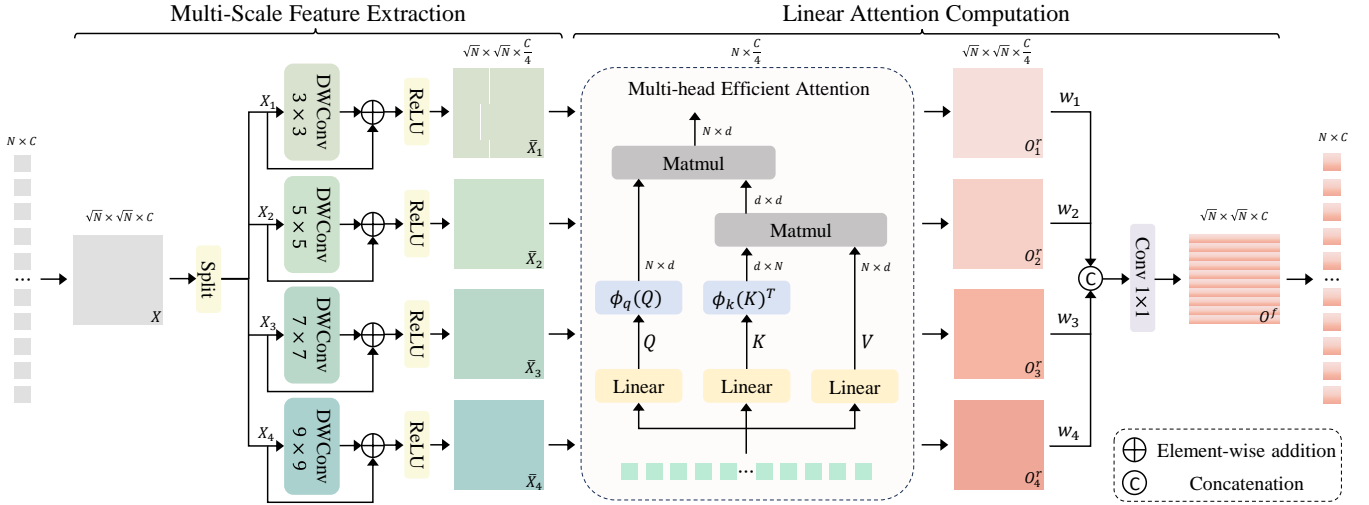 Multi-Scale Feature Extraction
Linear Attention Computation
N × C
√N × √N × C
X
Split
X₁
DWConv
3 × 3
ReLU
√N × √N × C/4
X̄₁
X₂
DWConv
5 × 5
ReLU
X̄₂
X₃
DWConv
7 × 7
ReLU
X̄₃
X₄
DWConv
9 × 9
ReLU
X̄₄
N × C/4
Multi-head Efficient Attention
N × d
Matmul
d × d
Matmul
N × d
d × N
N × d
ϕq(Q)
ϕk(K)ᵀ
Q
K
V
Linear
Linear
Linear
...
√N × √N × C/4
O₁ʳ
O₂ʳ
O₃ʳ
O₄ʳ
w₁
w₂
w₃
w₄
C
Conv 1×1
√N × √N × C
Oᶠ
N × C
...
...
Element-wise addition
C Concatenation